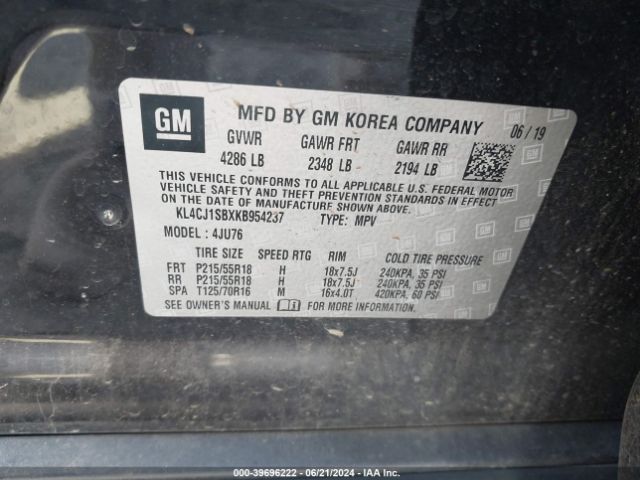 GM
MFD BY GM KOREA COMPANY 06 / 19
GVWR GAWR FRT GAWR RR
4286 LB 2348 LB 2194 LB
THIS VEHICLE CONFORMS TO ALL APPLICABLE U.S. FEDERAL MOTOR
VEHICLE SAFETY AND THEFT PREVENTION STANDARDS IN EFFECT
ON THE DATE OF MANUFACTURE SHOWN ABOVE.
KL4CJ1SBXKB954237 TYPE: MPV
MODEL : 4JU76
TIRE SIZE SPEED RTG RIM COLD TIRE PRESSURE
FRT P215/55R18 H 18x7.5J 240KPA, 35 PSI
RR P215/55R18 H 18x7.5J 240KPA, 35 PSI
SPA T125/70R16 M 16x4.0T 420KPA, 60 PSI
SEE OWNER'S MANUAL FOR MORE INFORMATION.
000-39696222 - 06/21/2024 - IAA Inc.